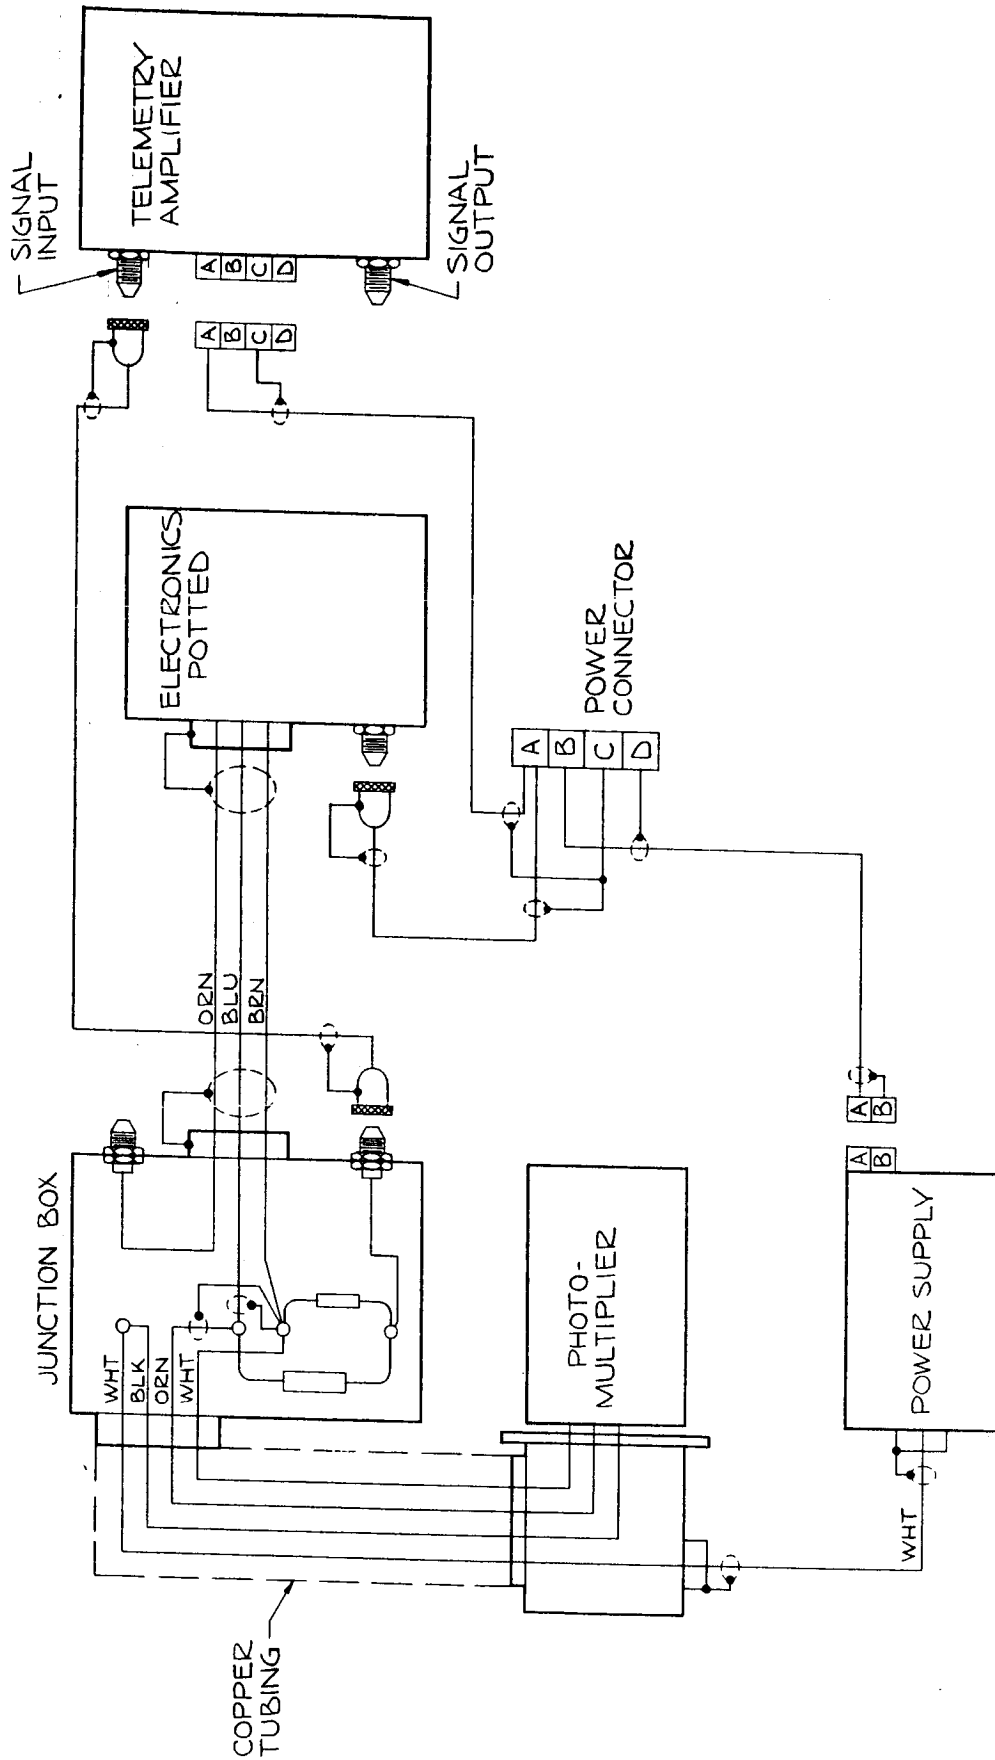 COPPER
TUBING
JUNCTION BOX
WHT
BLK
ORN
WHT
ORN
BLU
BRN
ELECTRONICS
POTTED
SIGNAL
INPUT
TELEMETRY
AMPLIFIER
A
B
C
D
A
B
C
D
SIGNAL
OUTPUT
PHOTO-
MULTIPLIER
POWER
CONNECTOR
A
B
C
D
WHT
POWER SUPPLY
A
B
A
B